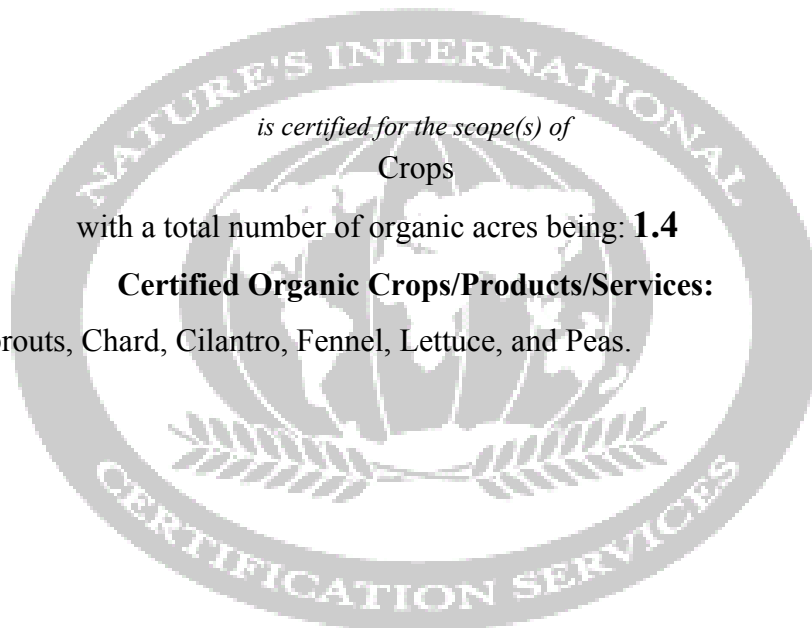 NATURE'S INTERNATIONAL
is certified for the scope(s) of
Crops
with a total number of organic acres being: 1.4
Certified Organic Crops/Products/Services:
Chard, Cilantro, Fennel, Lettuce, and Peas.
CERTIFICATION SERVICES